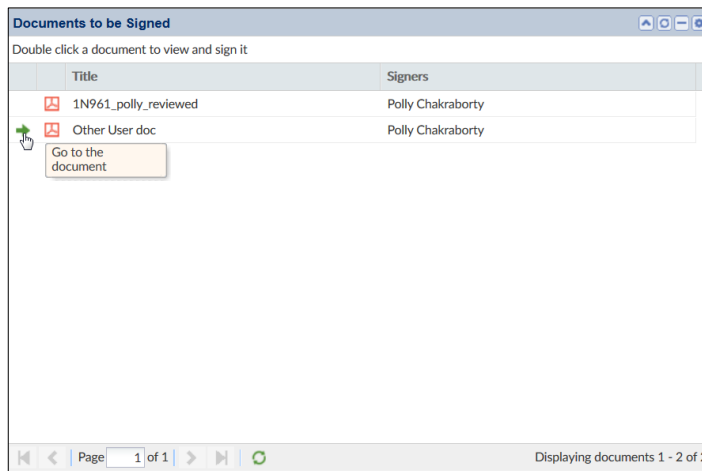 Documents to be Signed
Double click a document to view and sign it
Title Signers
1N961_polly_reviewed Polly Chakraborty
Other User doc Polly Chakraborty
Go to the
document
Page 1 of 1 Displaying documents 1 - 2 of